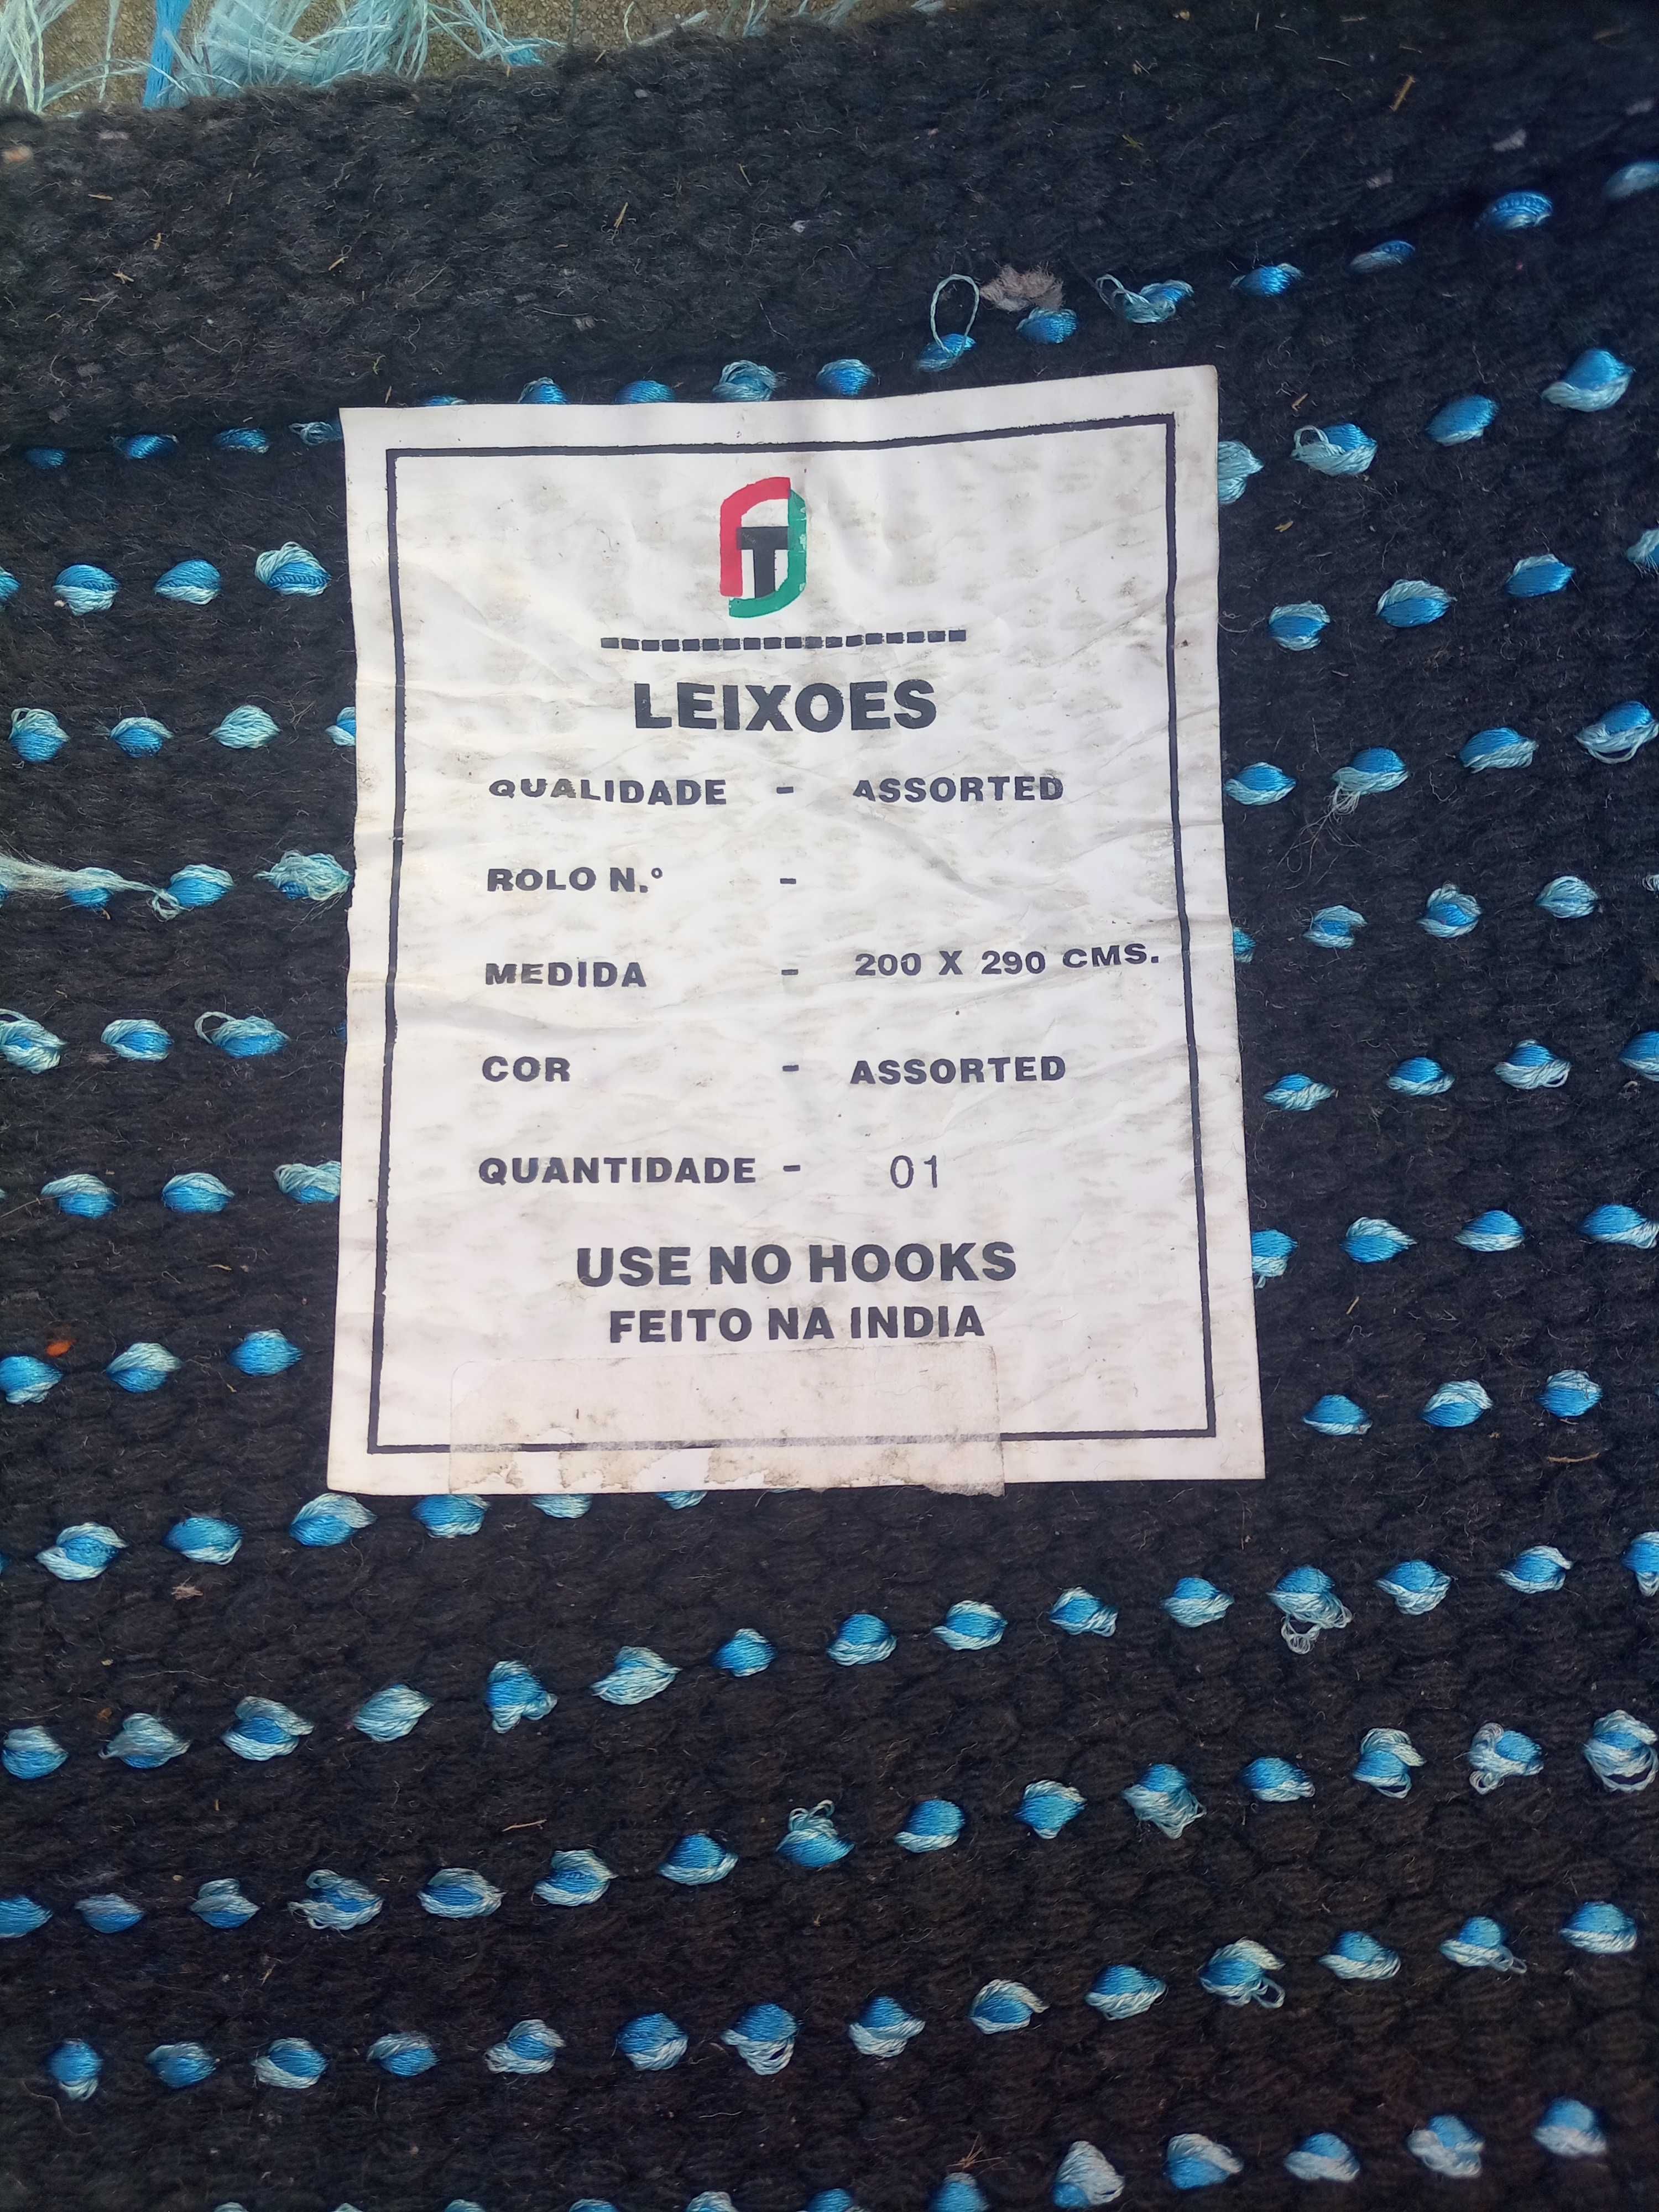 T
LEIXOES
QUALIDADE - ASSORTED
ROLO N.º -
MEDIDA - 200 X 290 CMS.
COR - ASSORTED
QUANTIDADE - 01
USE NO HOOKS
FEITO NA INDIA